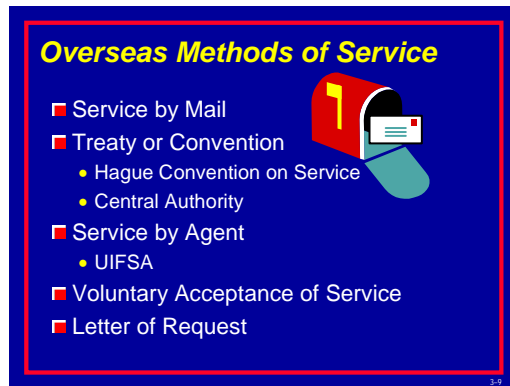 Overseas Methods of Service
Service by Mail
Treaty or Convention
• Hague Convention on Service
• Central Authority
Service by Agent
• UIFSA
Voluntary Acceptance of Service
Letter of Request
3-9